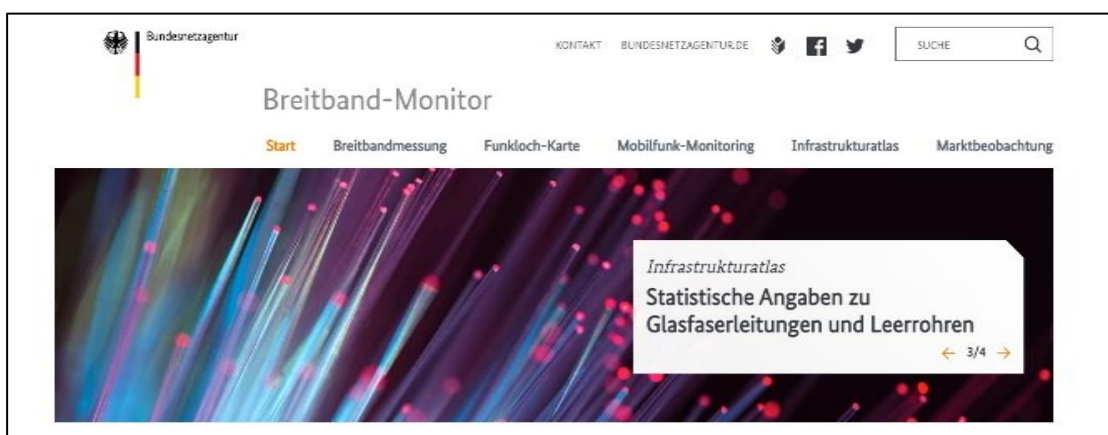 Bundesnetzagentur
KONTAKT BUNDESNETZAGENTUR.DE SUCHE
Breitband-Monitor
Start Breitbandmessung Funkloch-Karte Mobilfunk-Monitoring Infrastrukturatlas Marktbeobachtung
Infrastrukturatlas
Statistische Angaben zu
Glasfaserleitungen und Leerrohren
← 3/4 →